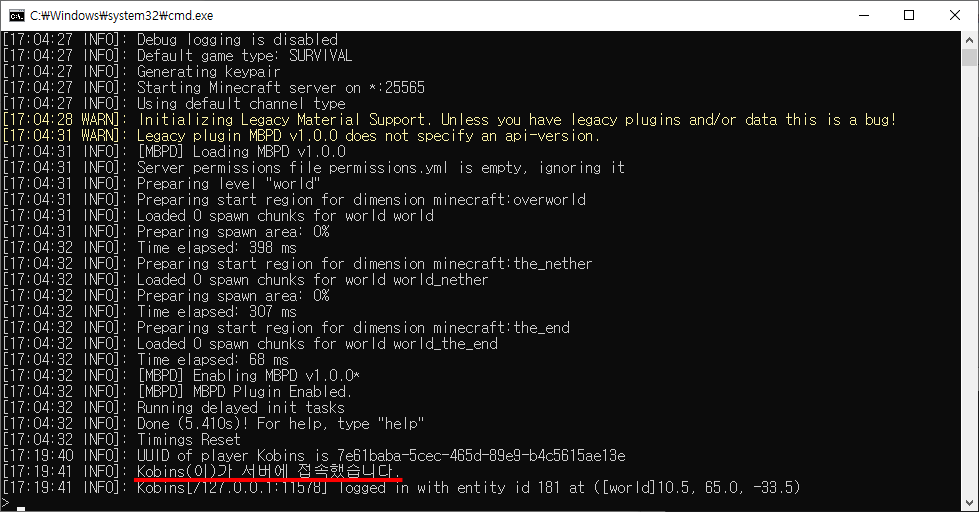 C:₩Windows₩system32₩cmd.exe
[17:04:27 INFO]: Debug logging is disabled
[17:04:27 INFO]: Default game type: SURVIVAL
[17:04:27 INFO]: Generating keypair
[17:04:27 INFO]: Starting Minecraft server on *:25565
[17:04:27 INFO]: Using default channel type
[17:04:28 WARN]: Initializing Legacy Material Support. Unless you have legacy plugins and/or data this is a bug!
[17:04:31 WARN]: Legacy plugin MBPD v1.0.0 does not specify an api-version.
[17:04:31 INFO]: [MBPD] Loading MBPD v1.0.0
[17:04:31 INFO]: Server permissions file permissions.yml is empty, ignoring it
[17:04:31 INFO]: Preparing level "world"
[17:04:31 INFO]: Preparing start region for dimension minecraft:overworld
[17:04:31 INFO]: Loaded 0 spawn chunks for world world
[17:04:31 INFO]: Preparing spawn area: 0%
[17:04:32 INFO]: Time elapsed: 398 ms
[17:04:32 INFO]: Preparing start region for dimension minecraft:the_nether
[17:04:32 INFO]: Loaded 0 spawn chunks for world world_nether
[17:04:32 INFO]: Preparing spawn area: 0%
[17:04:32 INFO]: Time elapsed: 307 ms
[17:04:32 INFO]: Preparing start region for dimension minecraft:the_end
[17:04:32 INFO]: Loaded 0 spawn chunks for world world_the_end
[17:04:32 INFO]: Time elapsed: 68 ms
[17:04:32 INFO]: [MBPD] Enabling MBPD v1.0.0*
[17:04:32 INFO]: [MBPD] MBPD Plugin Enabled.
[17:04:32 INFO]: Running delayed init tasks
[17:04:32 INFO]: Done (5.410s)! For help, type "help"
[17:04:32 INFO]: Timings Reset
[17:19:40 INFO]: UUID of player Kobins is 7e61baba-5cec-465d-89e9-b4c5615ae13e
[17:19:41 INFO]: Kobins(이)가 서버에 접속했습니다.
[17:19:41 INFO]: Kobins[/127.0.0.1:11578] logged in with entity id 181 at ([world]10.5, 65.0, -33.5)
>